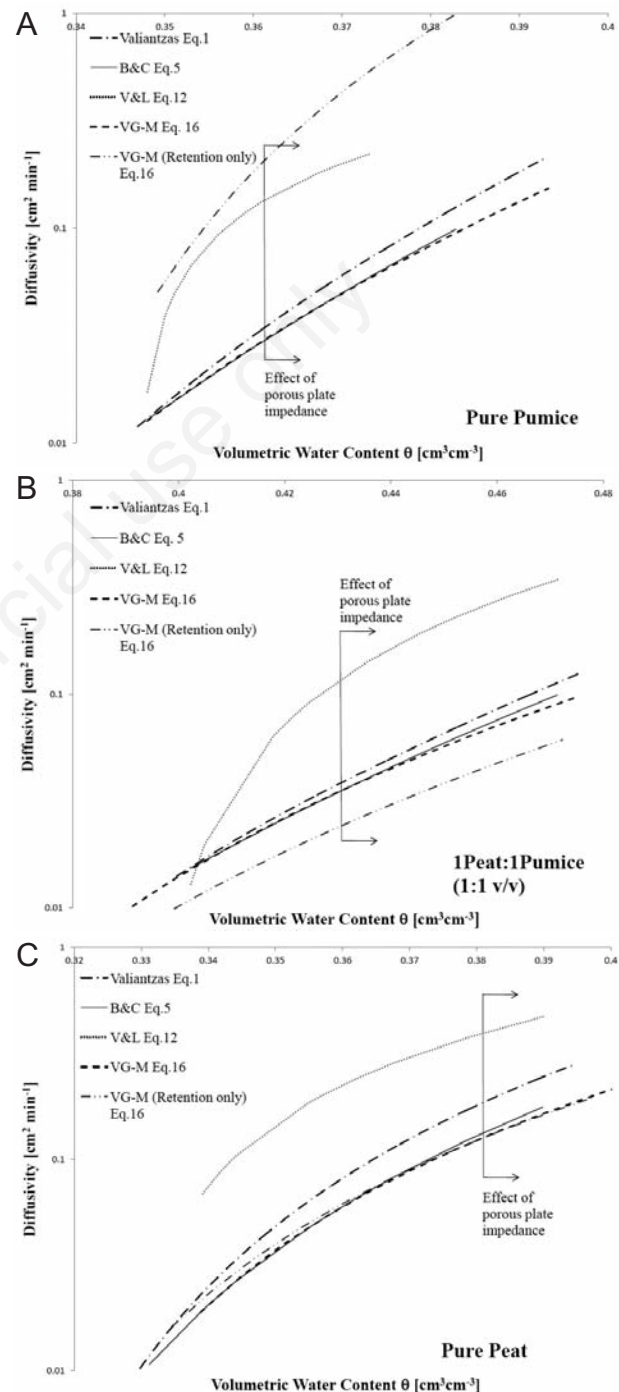 A
0.34 0.35 0.36 0.37 0.38 0.39 0.4
1
Valiantzas Eq.1
B&C Eq.5
V&L Eq.12
VG-M Eq. 16
VG-M (Retention only)
Eq.16
0.1
Diffusivity [cm² min⁻¹]
Effect of
porous plate
impedance
Pure Pumice
0.01
Volumetric Water Content θ [cm³cm⁻³]
B
0.38 0.4 0.42 0.44 0.46 0.48
1
Valiantzas Eq.1
B&C Eq. 5
V&L Eq.12
VG-M Eq.16
VG-M (Retention only)
Eq.16
Effect of
porous plate
impedance
0.1
Diffusivity [cm² min⁻¹]
1Peat:1Pumice
(1:1 v/v)
0.01
Volumetric Water Content θ [cm³cm⁻³]
C
0.32 0.33 0.34 0.35 0.36 0.37 0.38 0.39 0.4
1
Valiantzas Eq.1
B&C Eq.5
V&L Eq.12
VG-M Eq.16
VG-M (Retention only)
Eq.16
0.1
Diffusivity [cm² min⁻¹]
Effect of
porous plate
impedance
Pure Peat
0.01
Volumetric Water Content θ [cm³cm⁻³]
cial use only